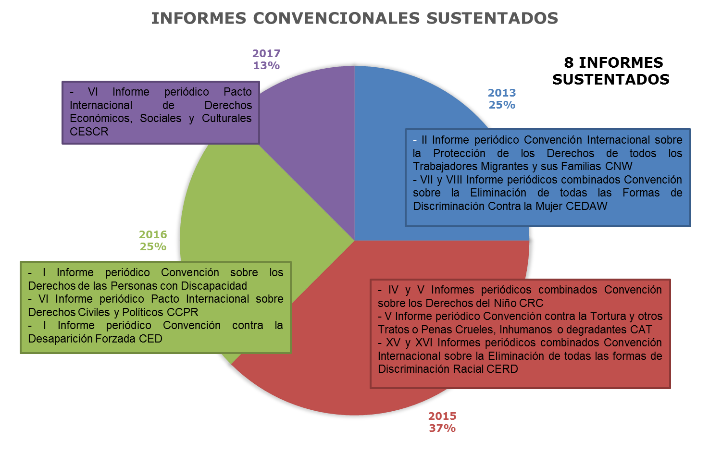 INFORMES CONVENCIONALES SUSTENTADOS
8 INFORMES
SUSTENTADOS
2017
13%
- VI Informe periódico Pacto
Internacional de Derechos
Económicos, Sociales y Culturales
CESCR
2013
25%
- II Informe periódico Convención Internacional sobre
la Protección de los Derechos de todos los
Trabajadores Migrantes y sus Familias CNW
- VII y VIII Informe periódicos combinados Convención
sobre la Eliminación de todas las Formas de
Discriminación Contra la Mujer CEDAW
2016
25%
- I Informe periódico Convención sobre los
Derechos de las Personas con Discapacidad
- VI Informe periódico Pacto Internacional sobre
Derechos Civiles y Políticos CCPR
- I Informe periódico Convención contra la
Desaparición Forzada CED
- IV y V Informes periódicos combinados Convención
sobre los Derechos del Niño CRC
- V Informe periódico Convención contra la Tortura y otros
Tratos o Penas Crueles, Inhumanos o degradantes CAT
- XV y XVI Informes periódicos combinados Convención
Internacional sobre la Eliminación de todas las formas de
Discriminación Racial CERD
2015
37%